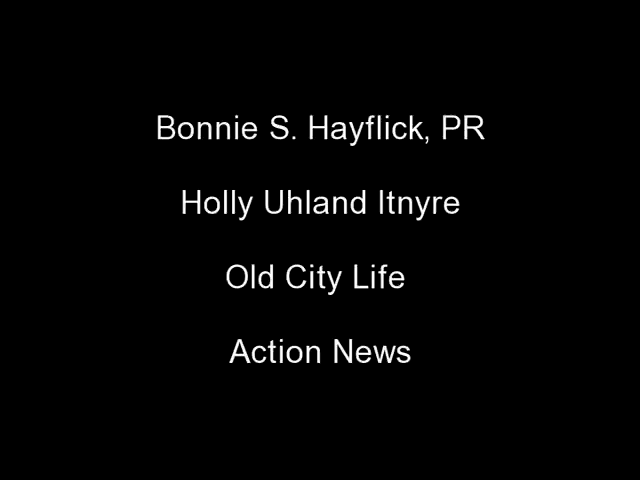 Bonnie S. Hayflick, PR
Holly Uhland Itnyre
Old City Life
Action News